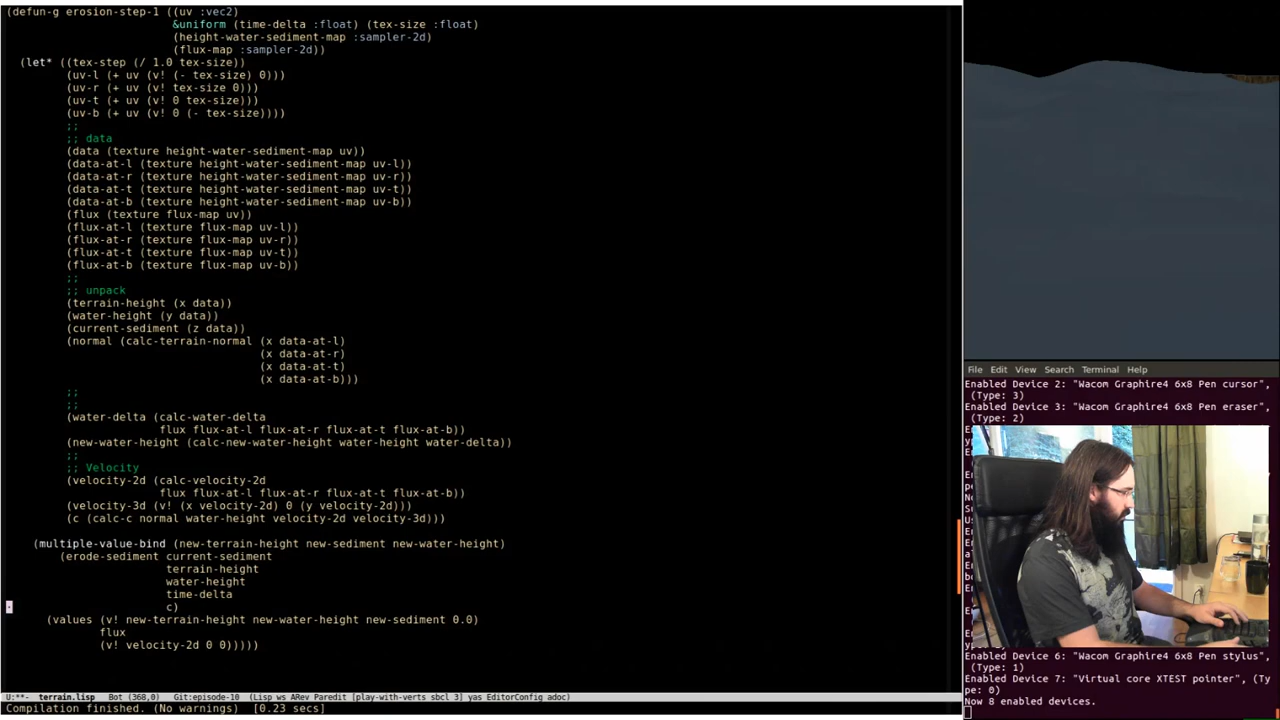 (defun-g erosion-step-1 ((uv :vec2)
&uniform (time-delta :float) (tex-size :float)
(height-water-sediment-map :sampler-2d)
(flux-map :sampler-2d))
(let* ((tex-step (/ 1.0 tex-size))
(uv-l (+ uv (v! (- tex-size) 0)))
(uv-r (+ uv (v! tex-size 0)))
(uv-t (+ uv (v! 0 tex-size)))
(uv-b (+ uv (v! 0 (- tex-size))))
;;
;; data
(data (texture height-water-sediment-map uv))
(data-at-l (texture height-water-sediment-map uv-l))
(data-at-r (texture height-water-sediment-map uv-r))
(data-at-t (texture height-water-sediment-map uv-t))
(data-at-b (texture height-water-sediment-map uv-b))
(flux (texture flux-map uv))
(flux-at-l (texture flux-map uv-l))
(flux-at-r (texture flux-map uv-r))
(flux-at-t (texture flux-map uv-t))
(flux-at-b (texture flux-map uv-b))
;;
;; unpack
(terrain-height (x data))
(water-height (y data))
(current-sediment (z data))
(normal (calc-terrain-normal (x data-at-l)
(x data-at-r)
(x data-at-t)
(x data-at-b)))
;;
;;
(water-delta (calc-water-delta
flux flux-at-l flux-at-r flux-at-t flux-at-b))
(new-water-height (calc-new-water-height water-height water-delta))
;;
;; Velocity
(velocity-2d (calc-velocity-2d
flux flux-at-l flux-at-r flux-at-t flux-at-b))
(velocity-3d (v! (x velocity-2d) 0 (y velocity-2d)))
(c (calc-c normal water-height velocity-2d velocity-3d)))
(multiple-value-bind (new-terrain-height new-sediment new-water-height)
(erode-sediment current-sediment
terrain-height
water-height
time-delta
c)
(values (v! new-terrain-height new-water-height new-sediment 0.0)
flux
(v! velocity-2d 0 0)))))
U:**- terrain.lisp Bot (368,0) Git:episode-10 (Lisp ws ARev Paredit [play-with-verts sbcl 3] yas EditorConfig adoc)
Compilation finished. (No warnings) [0.23 secs]
File Edit View Search Terminal Help
Enabled Device 2: "Wacom Graphire4 6x8 Pen cursor",
(Type: 3)
Enabled Device 3: "Wacom Graphire4 6x8 Pen eraser",
(Type: 2)
Enabled Device 6: "Wacom Graphire4 6x8 Pen stylus",
(Type: 1)
Enabled Device 7: "Virtual core XTEST pointer", (Ty
pe: 0)
Now 8 enabled devices.